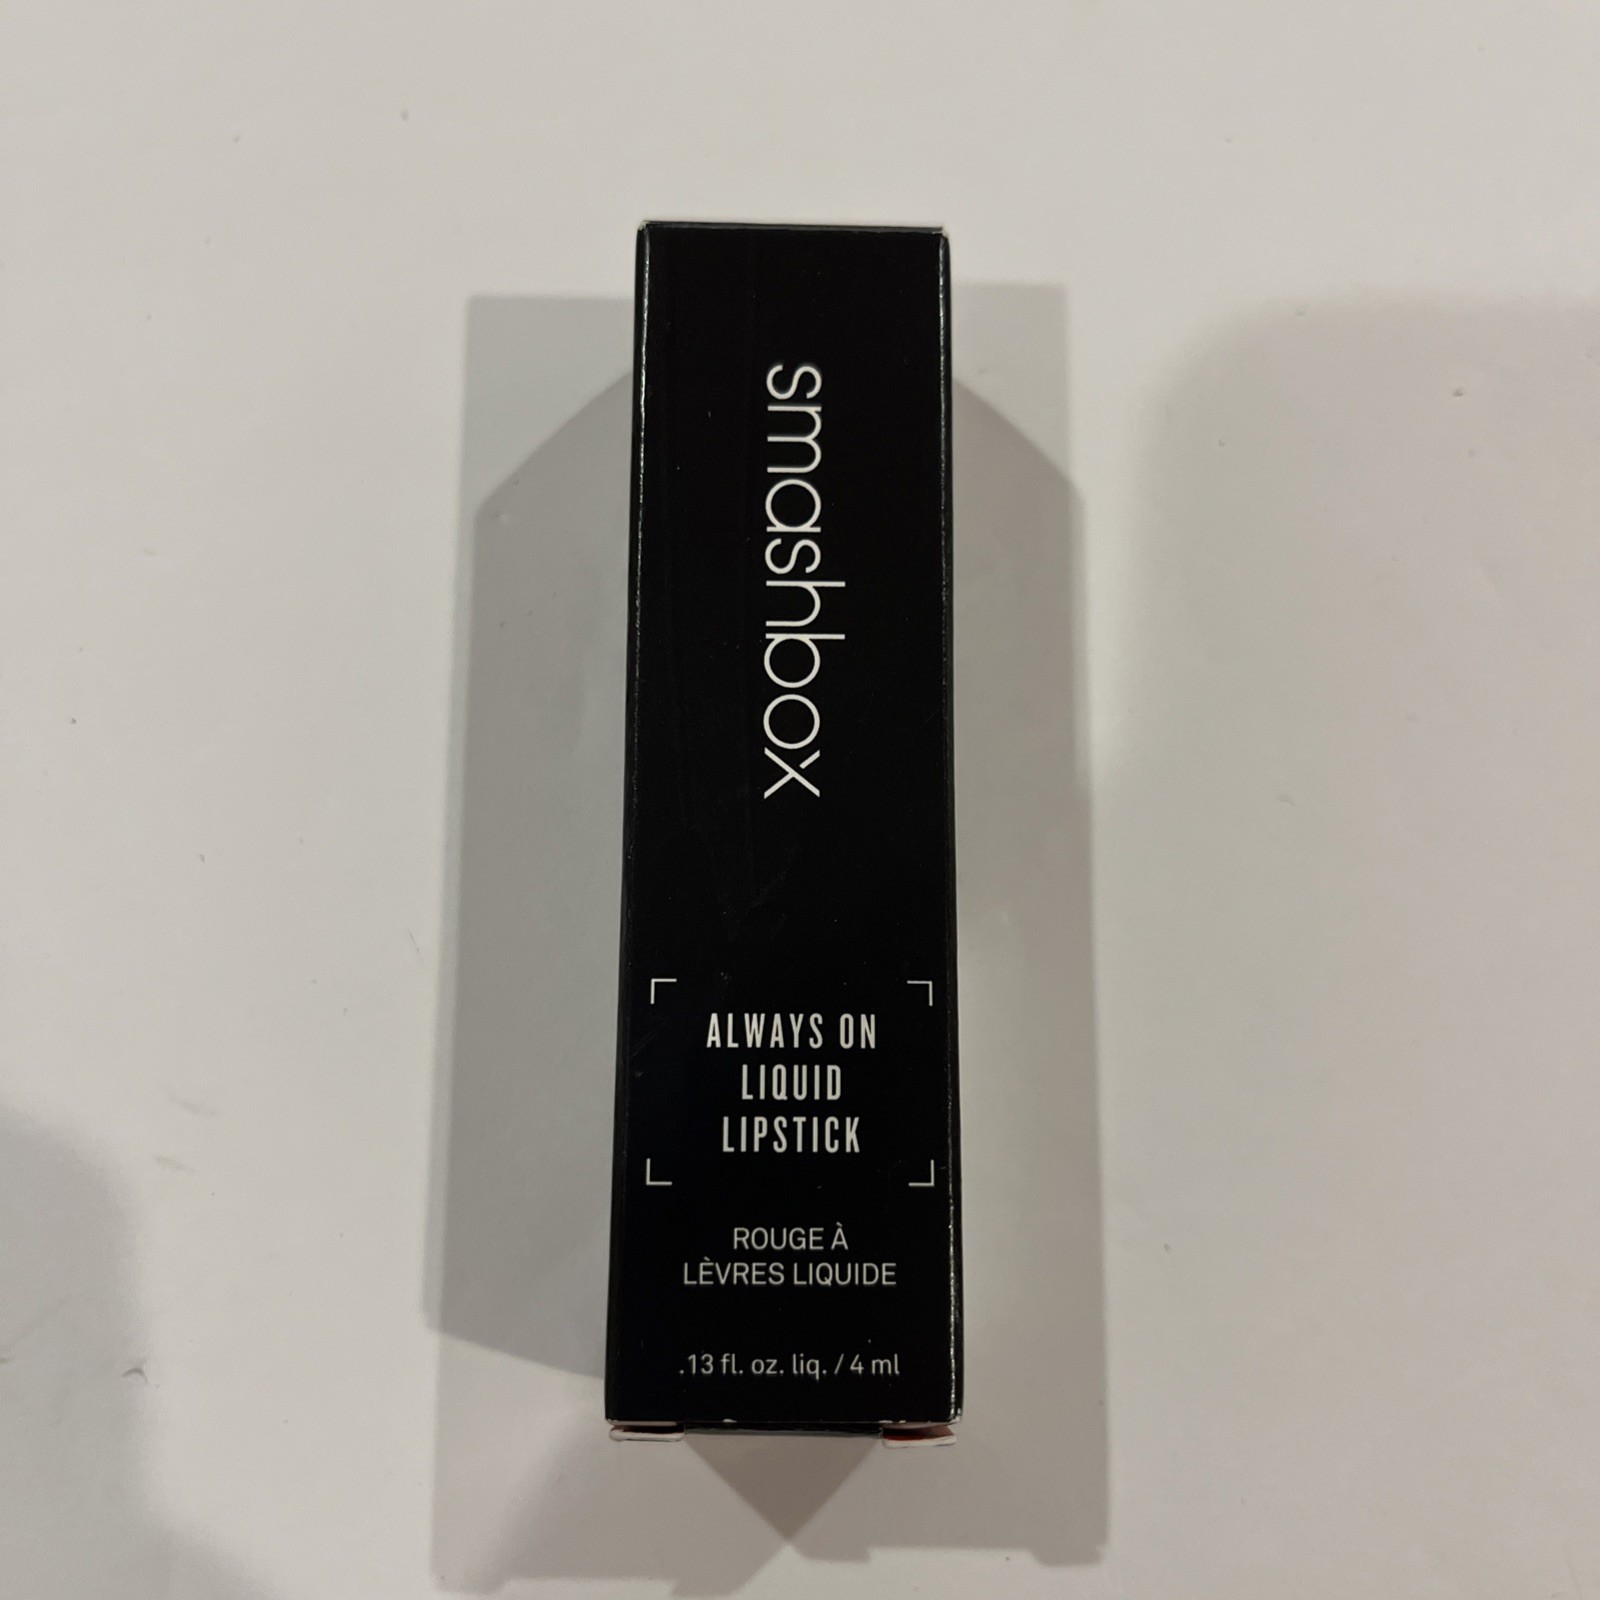 smashbox
ALWAYS ON
LIQUID
LIPSTICK
ROUGE À
LÈVRES LIQUIDE
.13 fl. oz. liq. / 4 ml